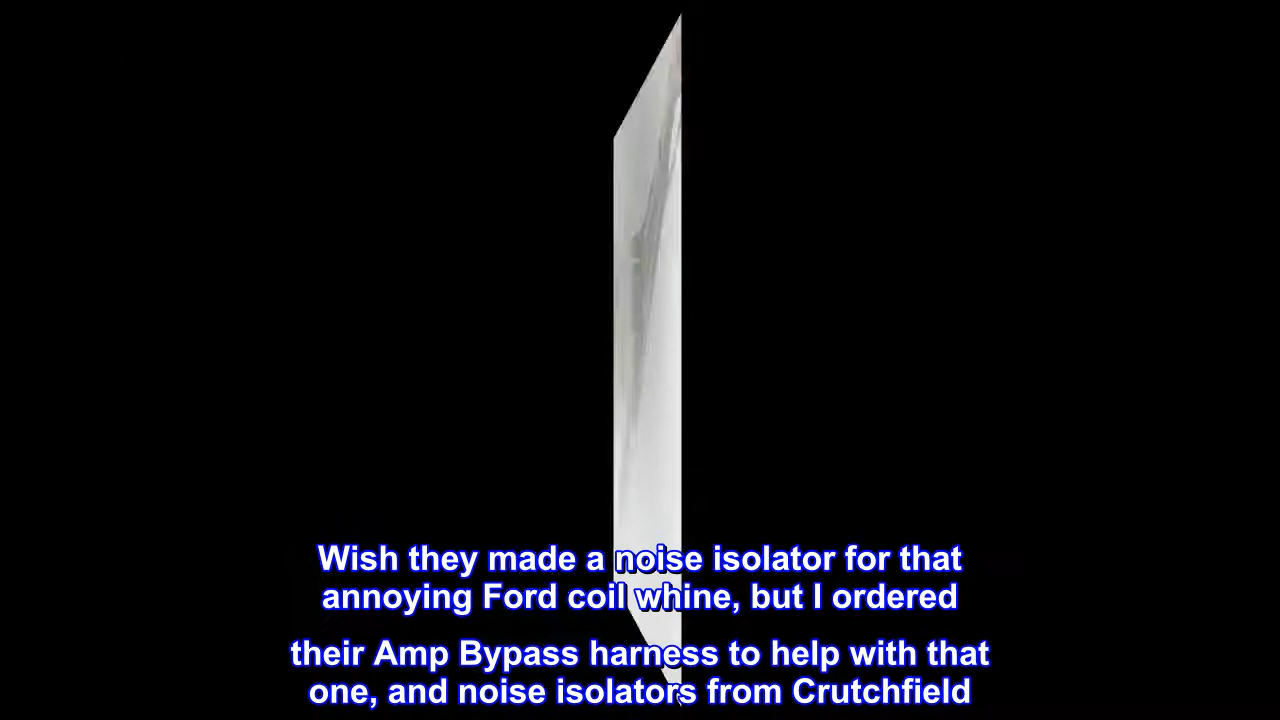 Wish they made a noise isolator for that
annoying Ford coil whine, but I ordered
their Amp Bypass harness to help with that
one, and noise isolators from Crutchfield